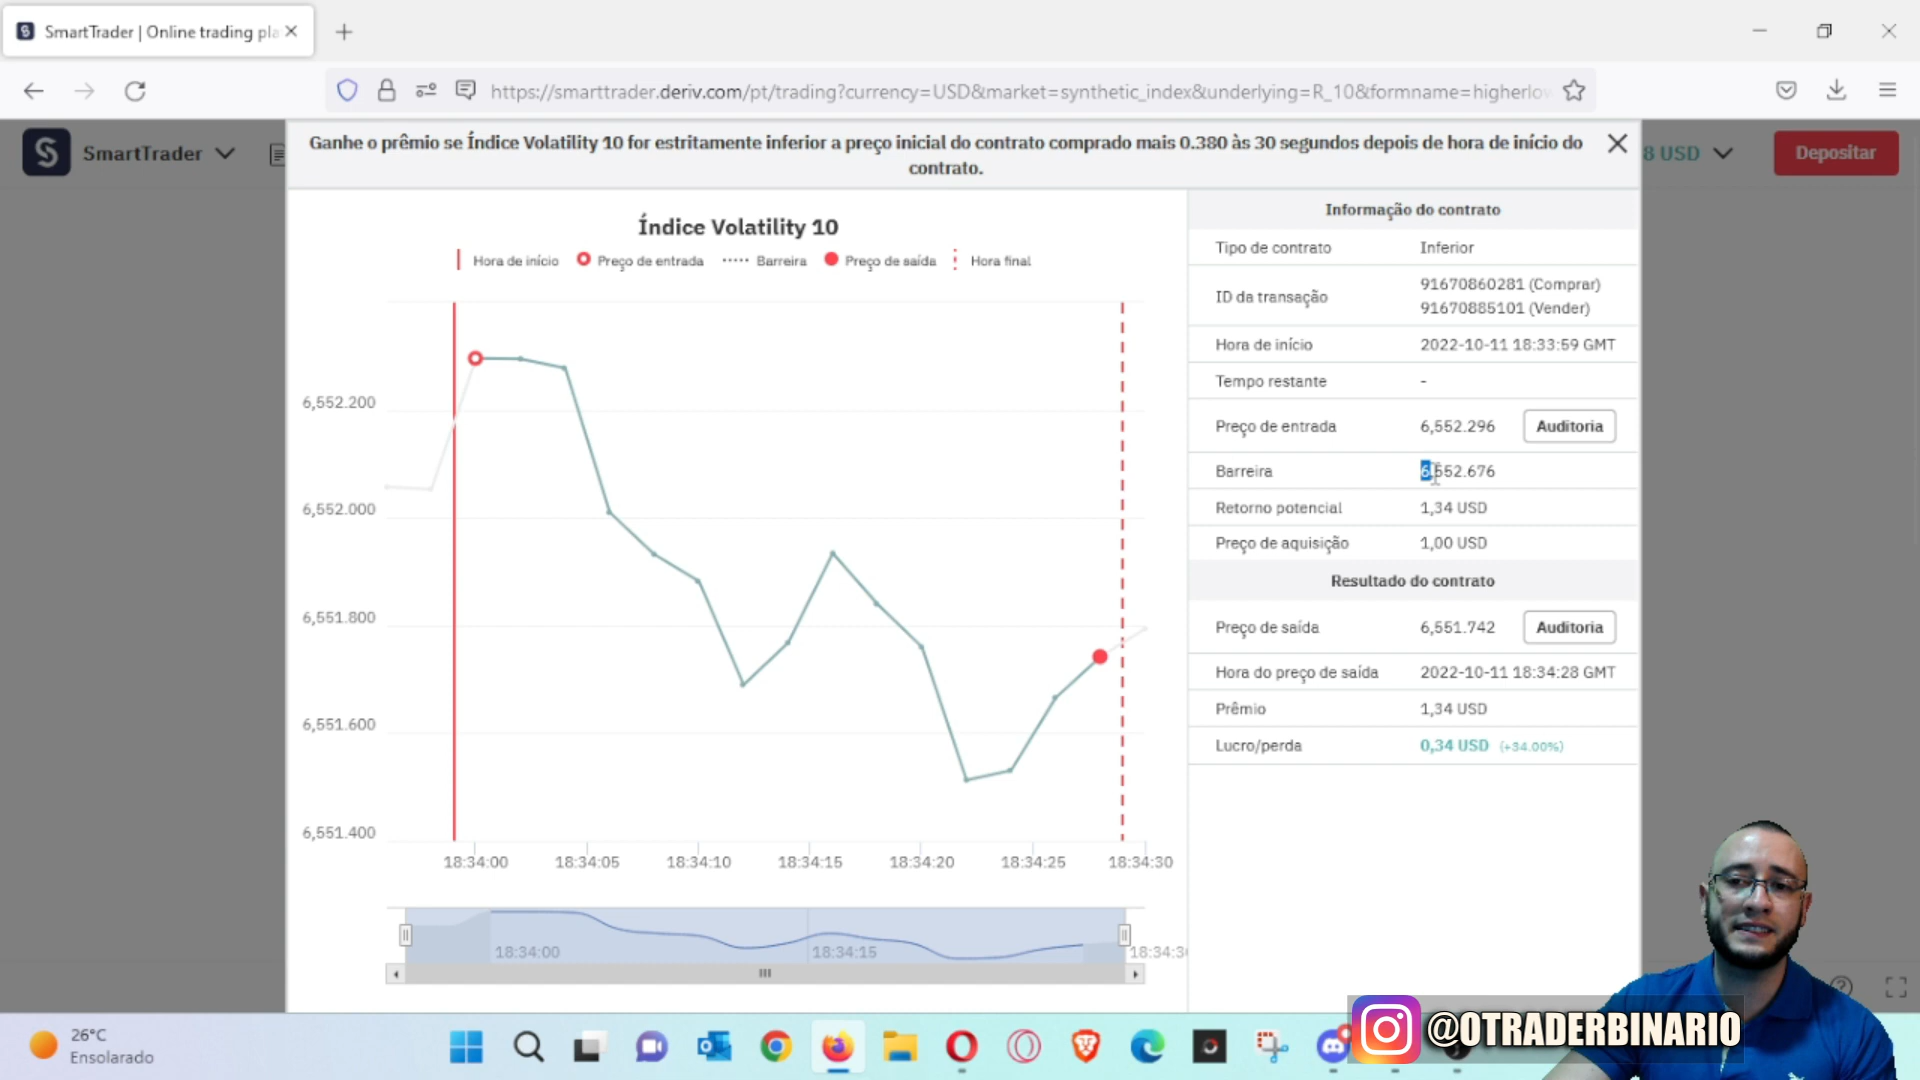 SmartTrader | Online trading pla
https://smarttrader.deriv.com/pt/trading?currency=USD&market=synthetic_index&underlying=R_10&formname=higherlow
SmartTrader
Ganhe o prêmio se Índice Volatility 10 for estritamente inferior a preço inicial do contrato comprado mais 0.380 às 30 segundos depois de hora de início do
contrato.
8 USD
Depositar
Índice Volatility 10
Hora de início Preço de entrada Barreira Preço de saída Hora final
6,552.200
6,552.000
6,551.800
6,551.600
6,551.400
18:34:00 18:34:05 18:34:10 18:34:15 18:34:20 18:34:25 18:34:30
18:34:00 18:34:15 18:34:3
Informação do contrato
Tipo de contrato Inferior
ID da transação 91670860281 (Comprar)
91670885101 (Vender)
Hora de início 2022-10-11 18:33:59 GMT
Tempo restante -
Preço de entrada 6,552.296 Auditoria
Barreira 6,552.676
Retorno potencial 1,34 USD
Preço de aquisição 1,00 USD
Resultado do contrato
Preço de saída 6,551.742 Auditoria
Hora do preço de saída 2022-10-11 18:34:28 GMT
Prêmio 1,34 USD
Lucro/perda 0,34 USD (+34.00%)
@OTRADERBINARIO
26°C
Ensolarado